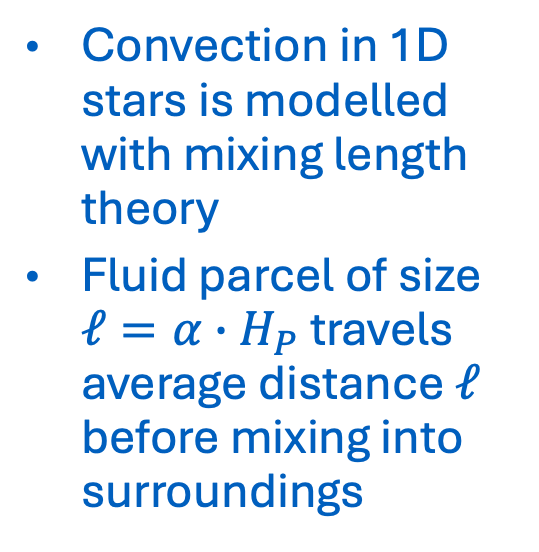 • Convection in 1D
stars is modelled
with mixing length
theory
• Fluid parcel of size
ℓ = α · H_P travels
average distance ℓ
before mixing into
surroundings